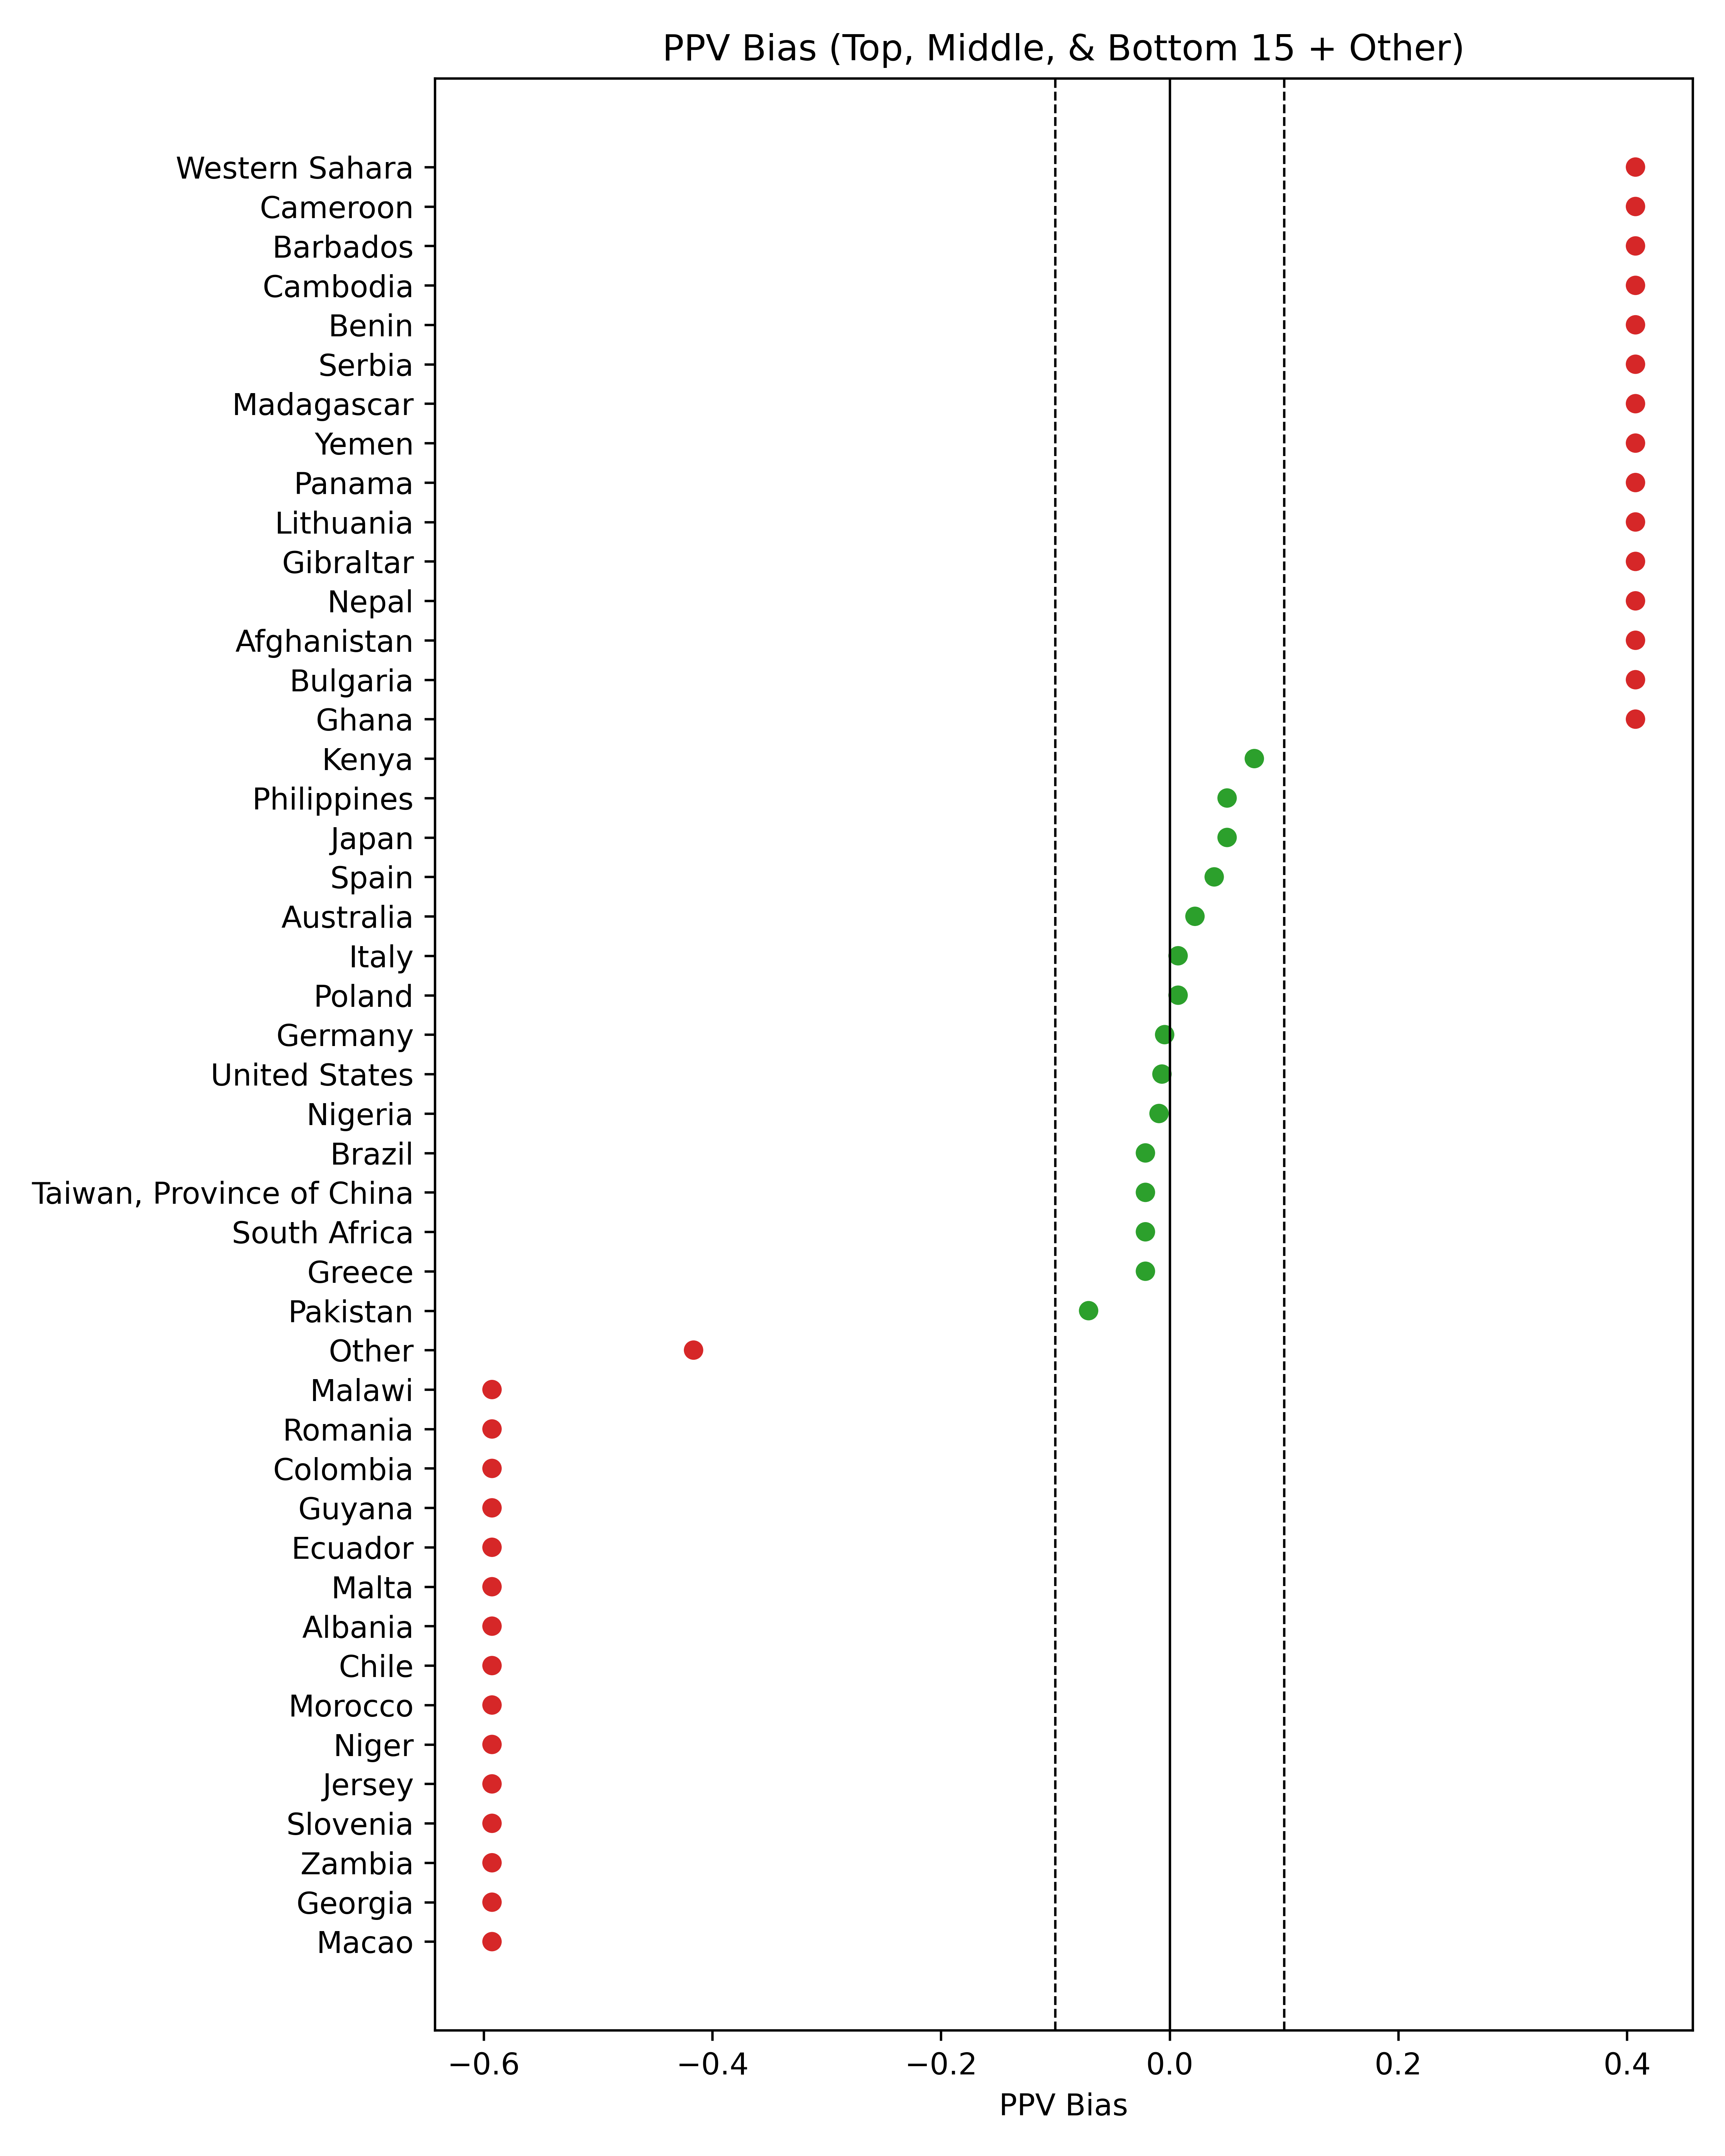 PPV Bias (Top, Middle, & Bottom 15 + Other)
Western Sahara
Cameroon
Barbados
Cambodia
Benin
Serbia
Madagascar
Yemen
Panama
Lithuania
Gibraltar
Nepal
Afghanistan
Bulgaria
Ghana
Kenya
Philippines
Japan
Spain
Australia
Italy
Poland
Germany
United States
Nigeria
Brazil
Taiwan, Province of China
South Africa
Greece
Pakistan
Other
Malawi
Romania
Colombia
Guyana
Ecuador
Malta
Albania
Chile
Morocco
Niger
Jersey
Slovenia
Zambia
Georgia
Macao
−0.6 −0.4 −0.2 0.0 0.2 0.4
PPV Bias